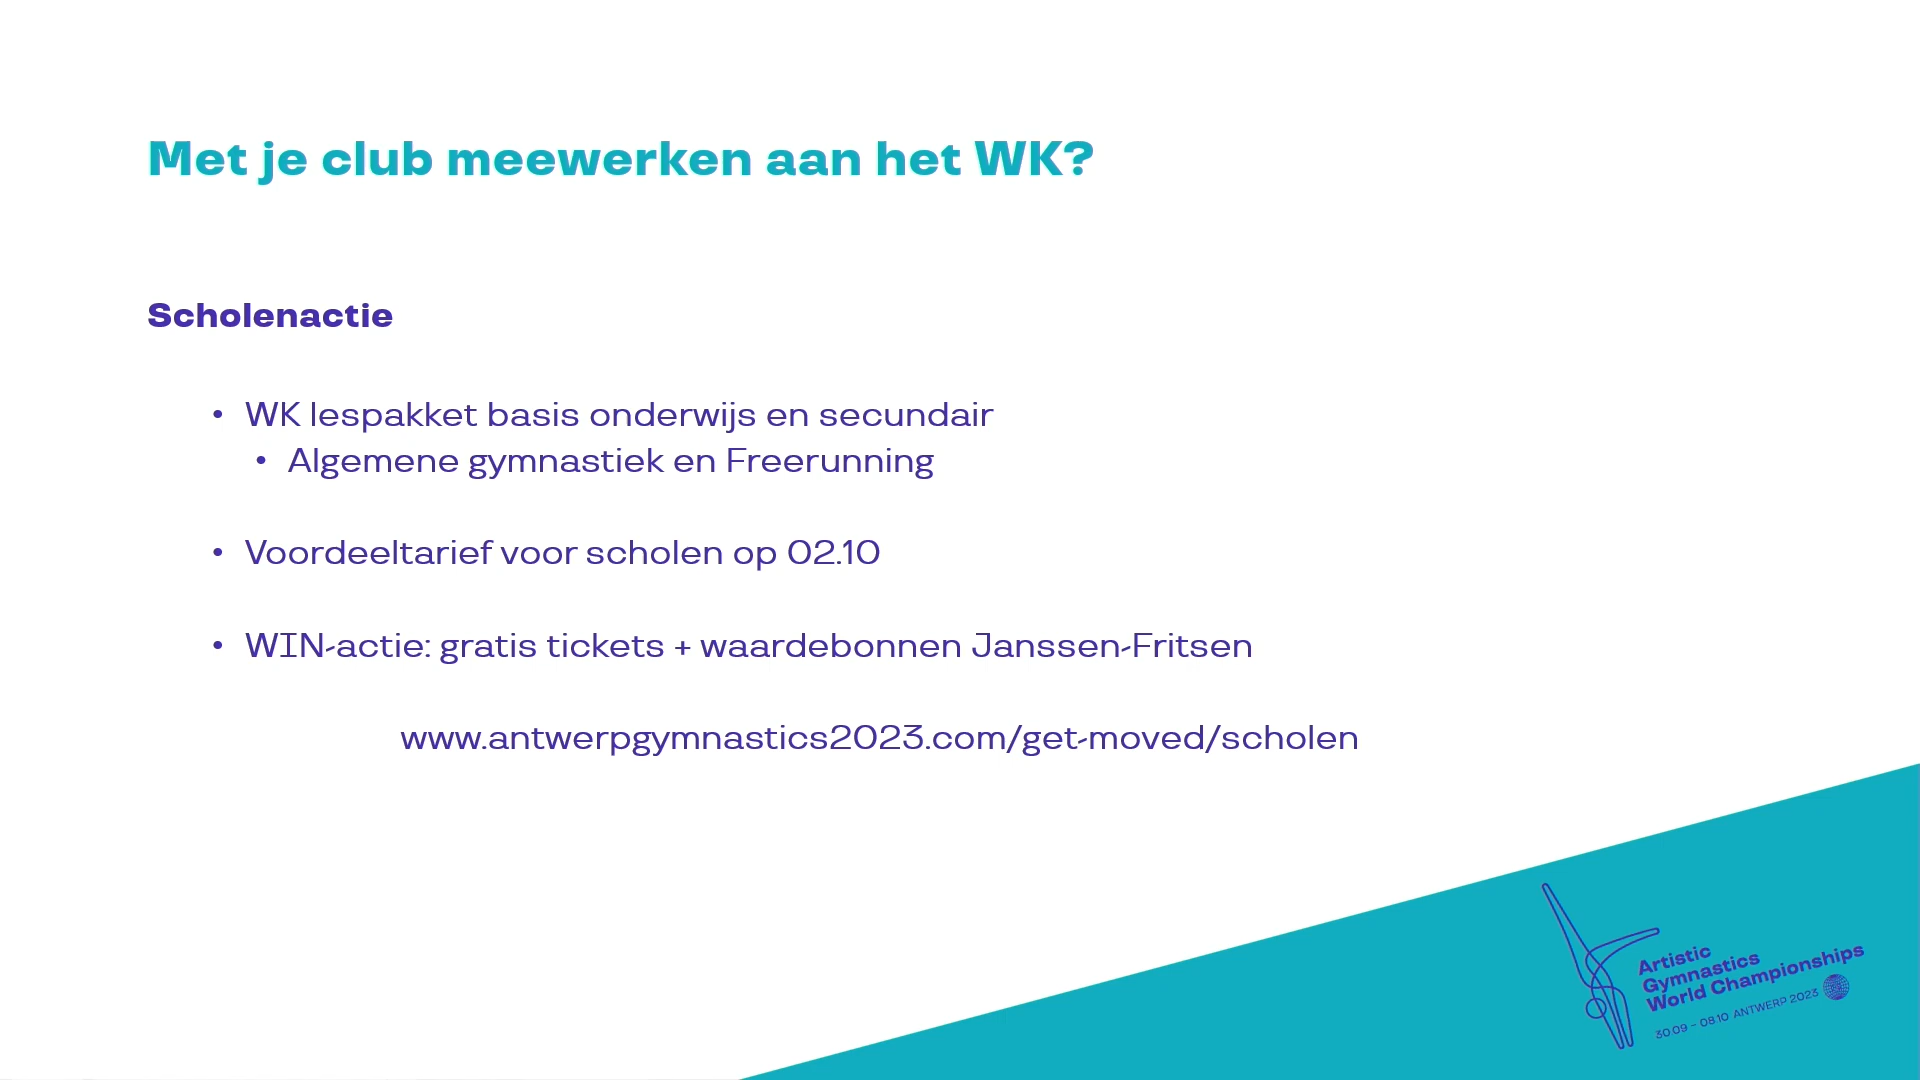 Met je club meewerken aan het WK?
Scholenactie
• WK lespakket basis onderwijs en secundair
• Algemene gymnastiek en Freerunning
• Voordeeltarief voor scholen op 02.10
• WIN-actie: gratis tickets + waardebonnen Janssen-Fritsen
www.antwerpgymnastics2023.com/get-moved/scholen
Artistic
Gymnastics
World Championships
30.09 – 08.10 ANTWERP 2023